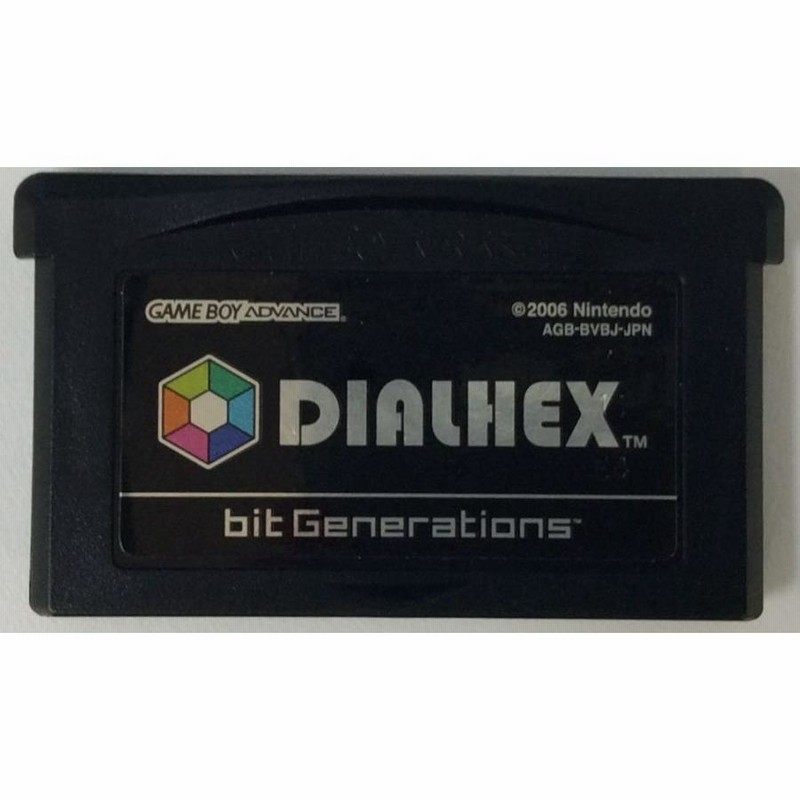 GAME BOY ADVANCE
©2006 Nintendo
AGB-BVBJ-JPN
DIALHEX™
bit Generations™